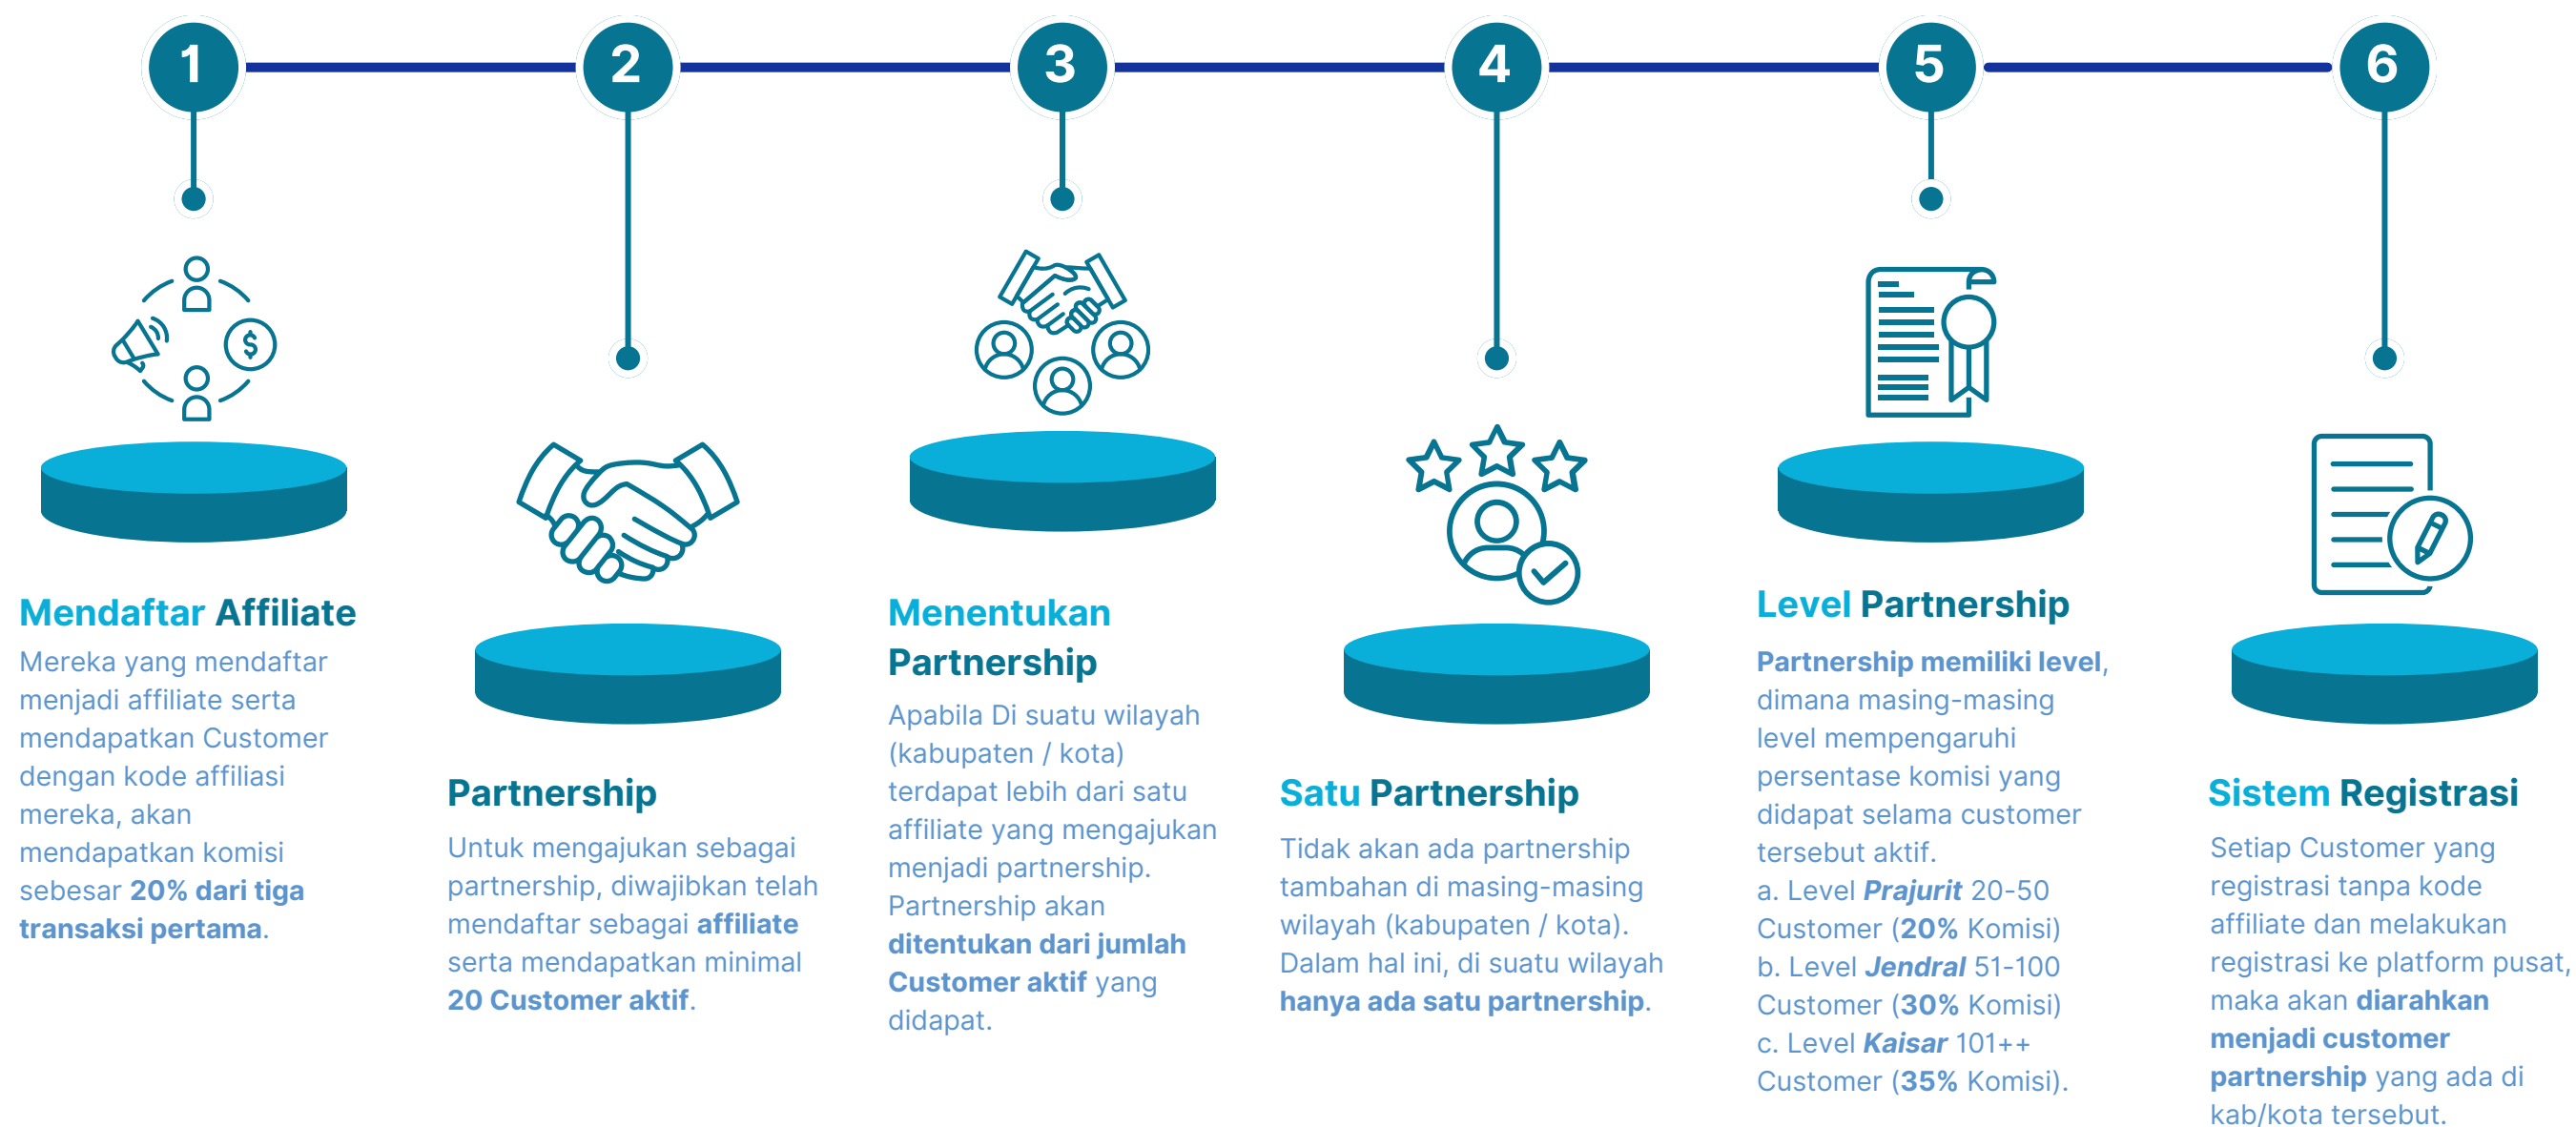 1
2
3
4
5
6
$
Mendaftar Affiliate
Mereka yang mendaftar
menjadi affiliate serta
mendapatkan Customer
dengan kode affiliasi
mereka, akan
mendapatkan komisi
sebesar 20% dari tiga
transaksi pertama.
Partnership
Untuk mengajukan sebagai
partnership, diwajibkan telah
mendaftar sebagai affiliate
serta mendapatkan minimal
20 Customer aktif.
Menentukan
Partnership
Apabila Di suatu wilayah
(kabupaten / kota)
terdapat lebih dari satu
affiliate yang mengajukan
menjadi partnership.
Partnership akan
ditentukan dari jumlah
Customer aktif yang
didapat.
Satu Partnership
Tidak akan ada partnership
tambahan di masing-masing
wilayah (kabupaten / kota).
Dalam hal ini, di suatu wilayah
hanya ada satu partnership.
Level Partnership
Partnership memiliki level,
dimana masing-masing
level mempengaruhi
persentase komisi yang
didapat selama customer
tersebut aktif.
a. Level Prajurit 20-50
Customer (20% Komisi)
b. Level Jendral 51-100
Customer (30% Komisi)
c. Level Kaisar 101++
Customer (35% Komisi).
Sistem Registrasi
Setiap Customer yang
registrasi tanpa kode
affiliate dan melakukan
registrasi ke platform pusat,
maka akan diarahkan
menjadi customer
partnership yang ada di
kab/kota tersebut.